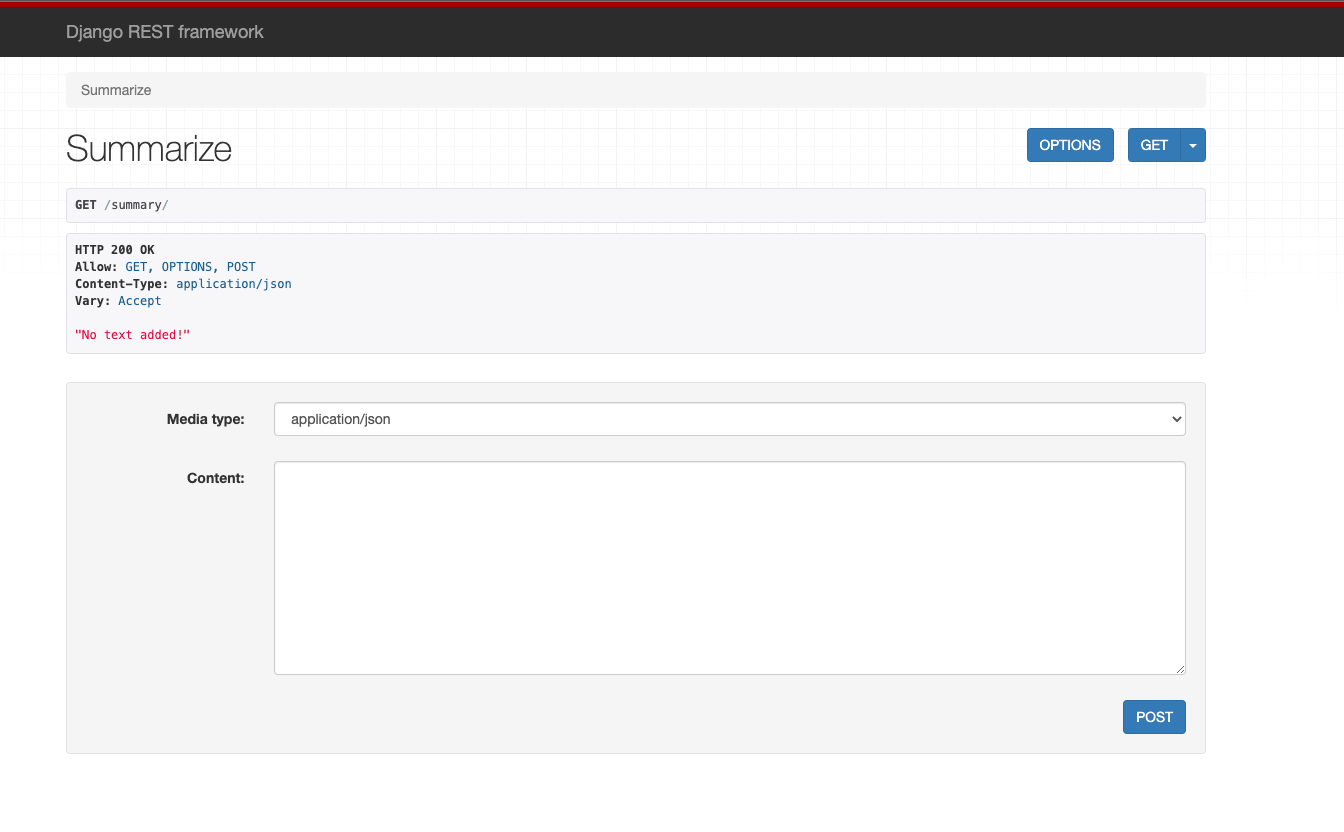 Django REST framework
Summarize
Summarize
OPTIONS
GET
GET /summary/
HTTP 200 OK
Allow: GET, OPTIONS, POST
Content-Type: application/json
Vary: Accept
"No text added!"
Media type:
application/json
Content:
POST